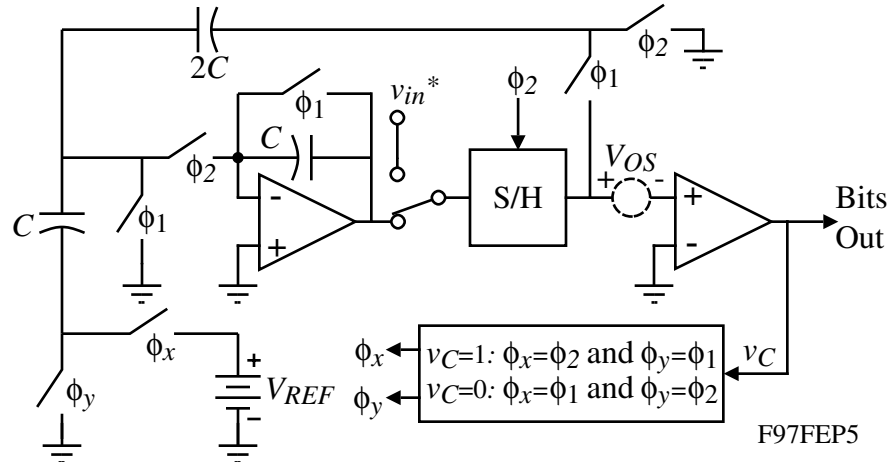 2C
ϕ2
ϕ1
ϕ1
vin*
ϕ2
C
ϕ2
VOS
+ -
S/H
-
+
+
-
Bits
Out
C
ϕ1
ϕx
ϕy
+
VREF
-
ϕx
vC=1: ϕx=ϕ2 and ϕy=ϕ1
vC
ϕy
vC=0: ϕx=ϕ1 and ϕy=ϕ2
F97FEP5